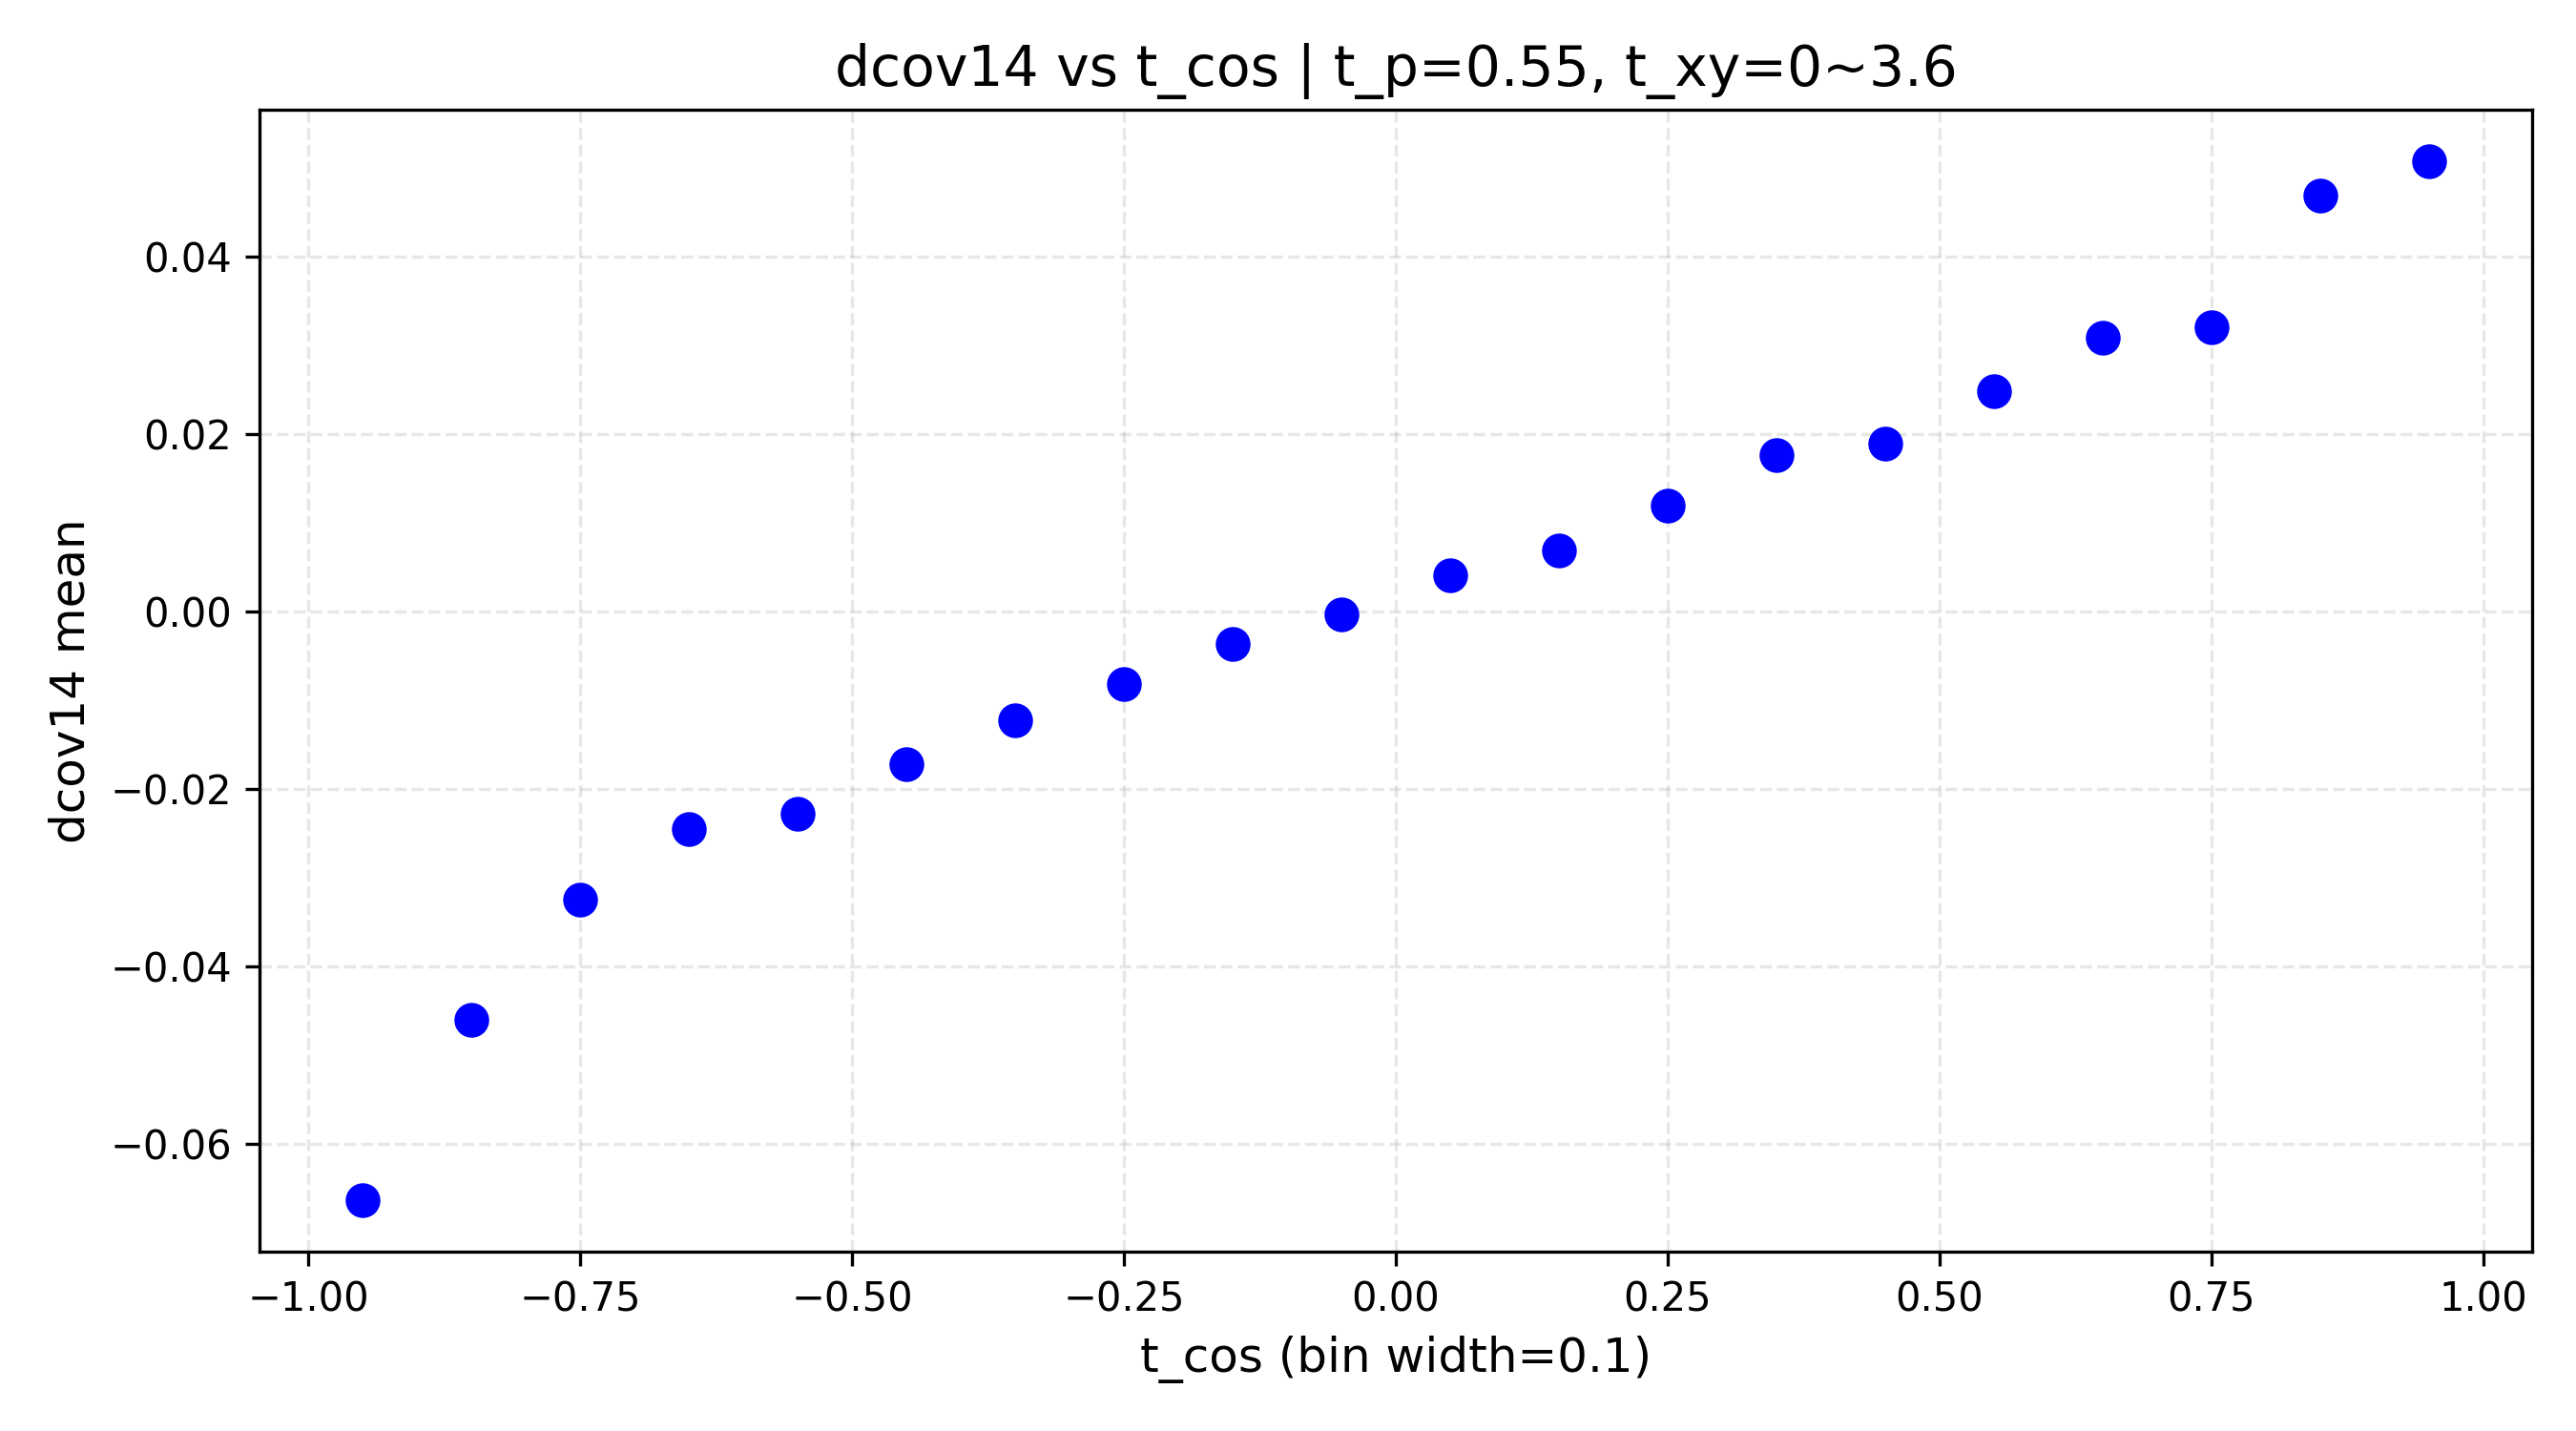 dcov14 vs t_cos | t_p=0.55, t_xy=0~3.6
dcov14 mean
0.04
0.02
0.00
−0.02
−0.04
−0.06
−1.00 −0.75 −0.50 −0.25 0.00 0.25 0.50 0.75 1.00
t_cos (bin width=0.1)